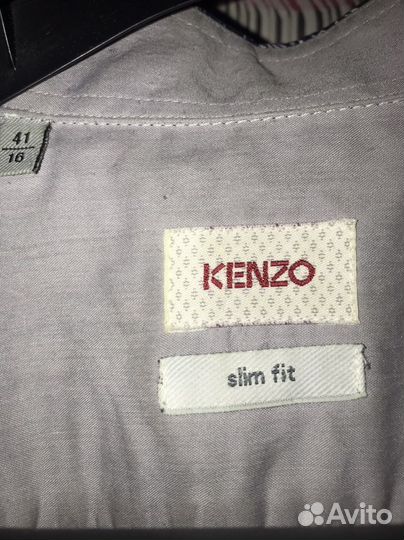 41
16
KENZO
slim fit
Avito